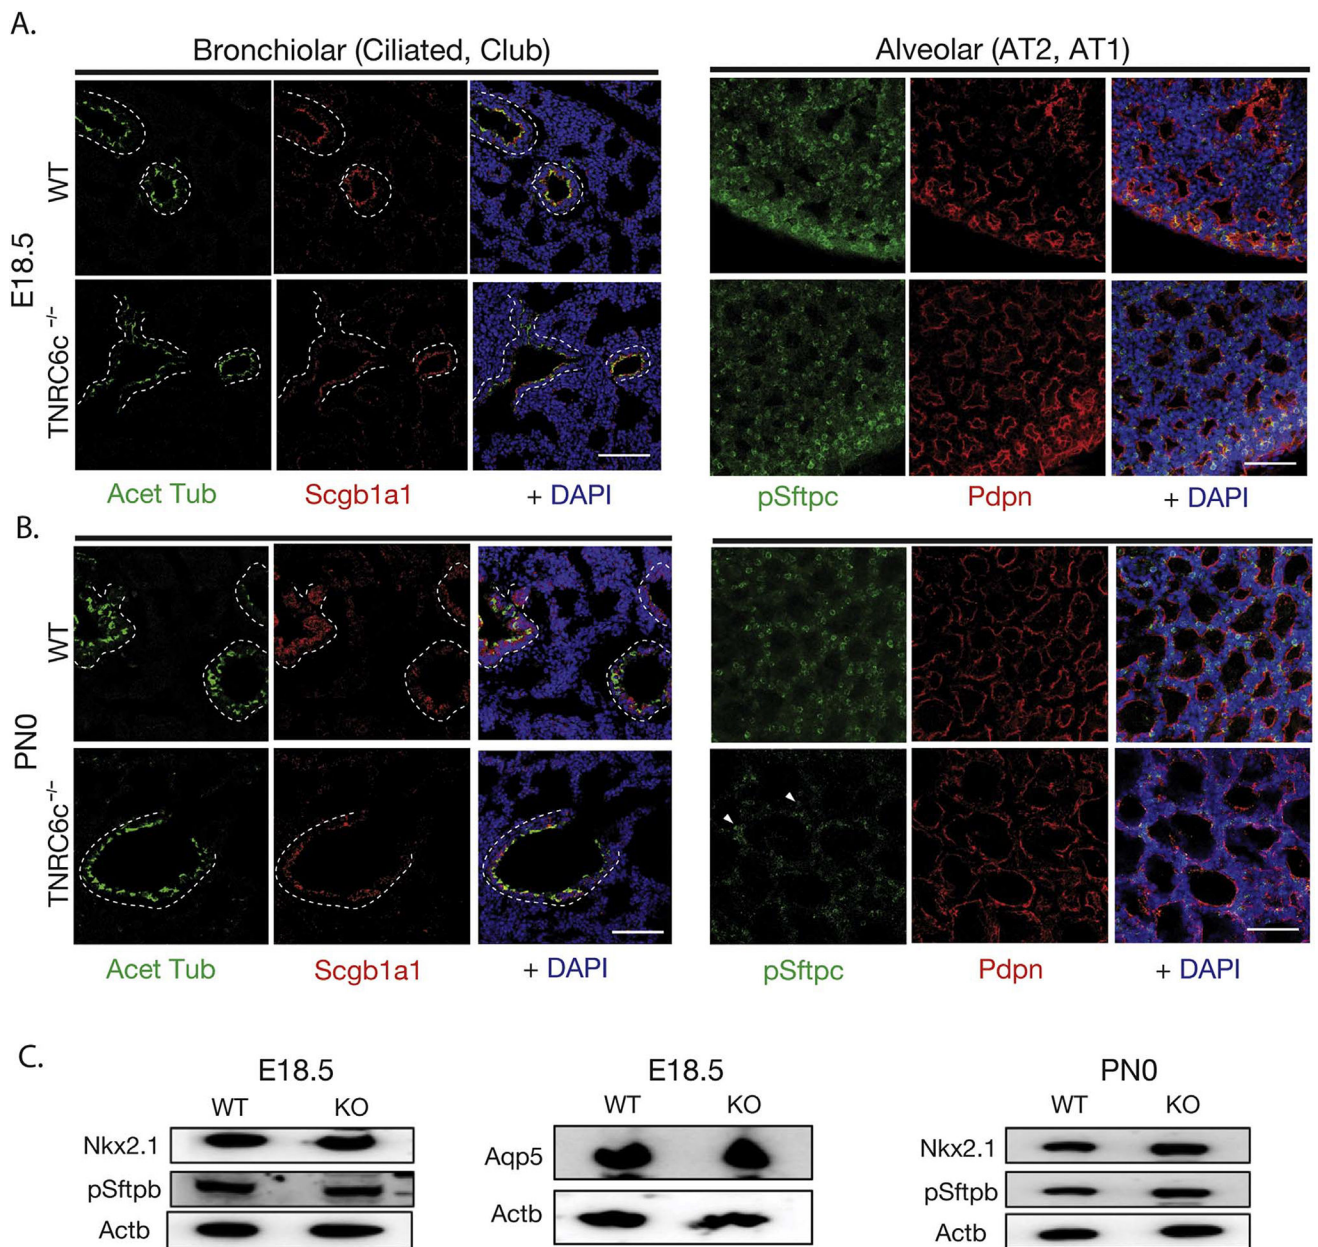 A.
Bronchiolar (Ciliated, Club)
Alveolar (AT2, AT1)
E18.5
WT
TNRC6c⁻/⁻
Acet Tub
Scgb1a1
+ DAPI
pSftpc
Pdpn
+ DAPI
B.
PN0
WT
TNRC6c⁻/⁻
Acet Tub
Scgb1a1
+ DAPI
pSftpc
Pdpn
+ DAPI
C.
E18.5
WT KO
Nkx2.1
pSftpb
Actb
E18.5
WT KO
Aqp5
Actb
PN0
WT KO
Nkx2.1
pSftpb
Actb